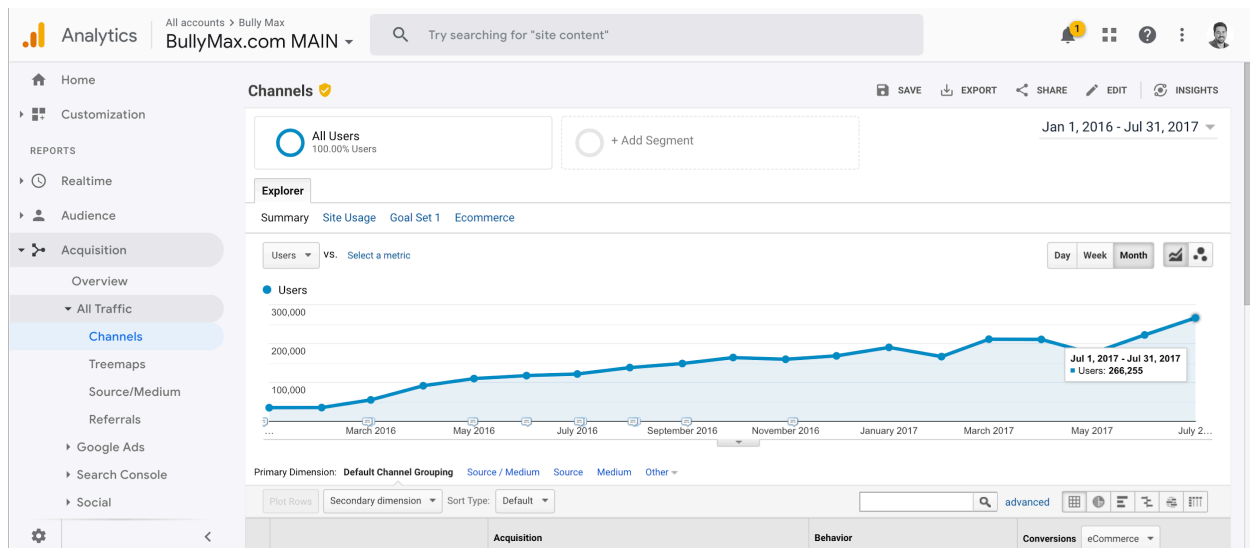 All accounts > Bully Max
Analytics
BullyMax.com MAIN
Try searching for "site content"
1
Home
Customization
REPORTS
Realtime
Audience
Acquisition
Overview
All Traffic
Channels
Treemaps
Source/Medium
Referrals
Google Ads
Search Console
Social
Channels
SAVE EXPORT SHARE EDIT INSIGHTS
All Users
100.00% Users
+ Add Segment
Jan 1, 2016 - Jul 31, 2017
Explorer
Summary Site Usage Goal Set 1 Ecommerce
Users VS. Select a metric
Day Week Month
Users
300,000
200,000
100,000
Jul 1, 2017 - Jul 31, 2017
Users: 266,255
... March 2016 May 2016 July 2016 September 2016 November 2016 January 2017 March 2017 May 2017 July 2...
Primary Dimension: Default Channel Grouping Source / Medium Source Medium Other
Plot Rows Secondary dimension Sort Type: Default advanced
Acquisition Behavior Conversions eCommerce